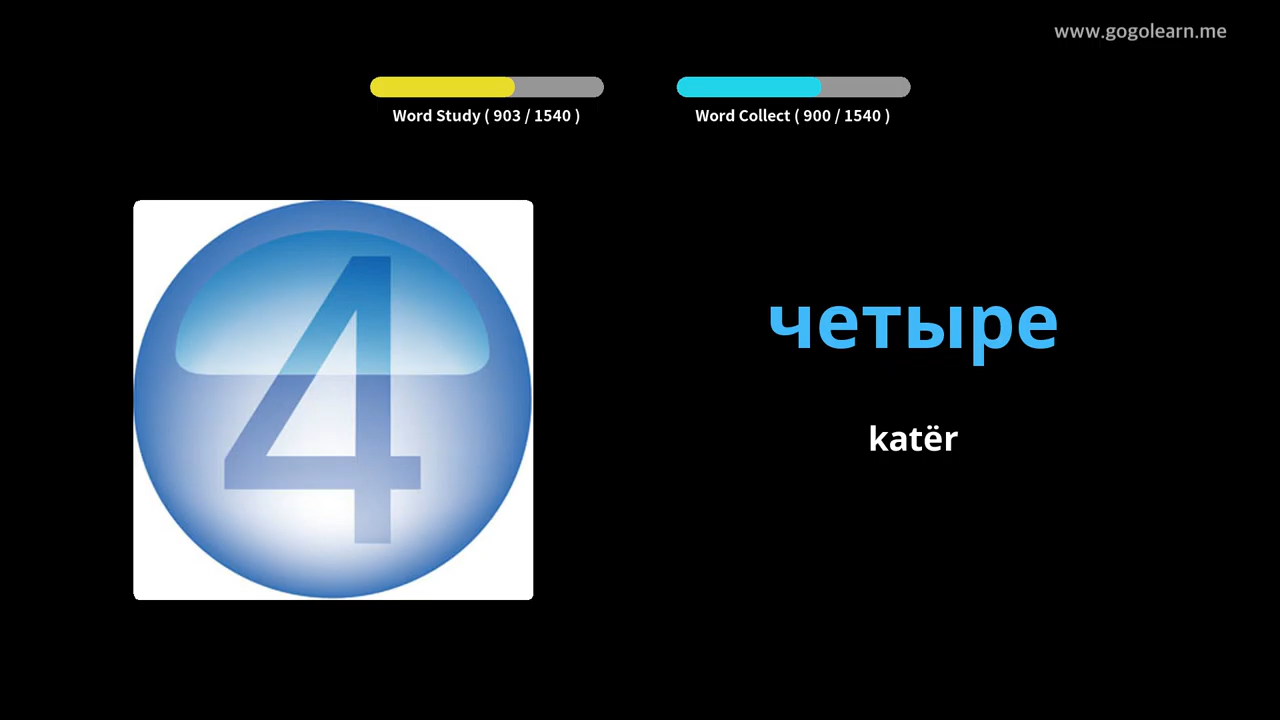 www.gogolearn.me
Word Study ( 903 / 1540 )
Word Collect ( 900 / 1540 )
4
четыре
katër